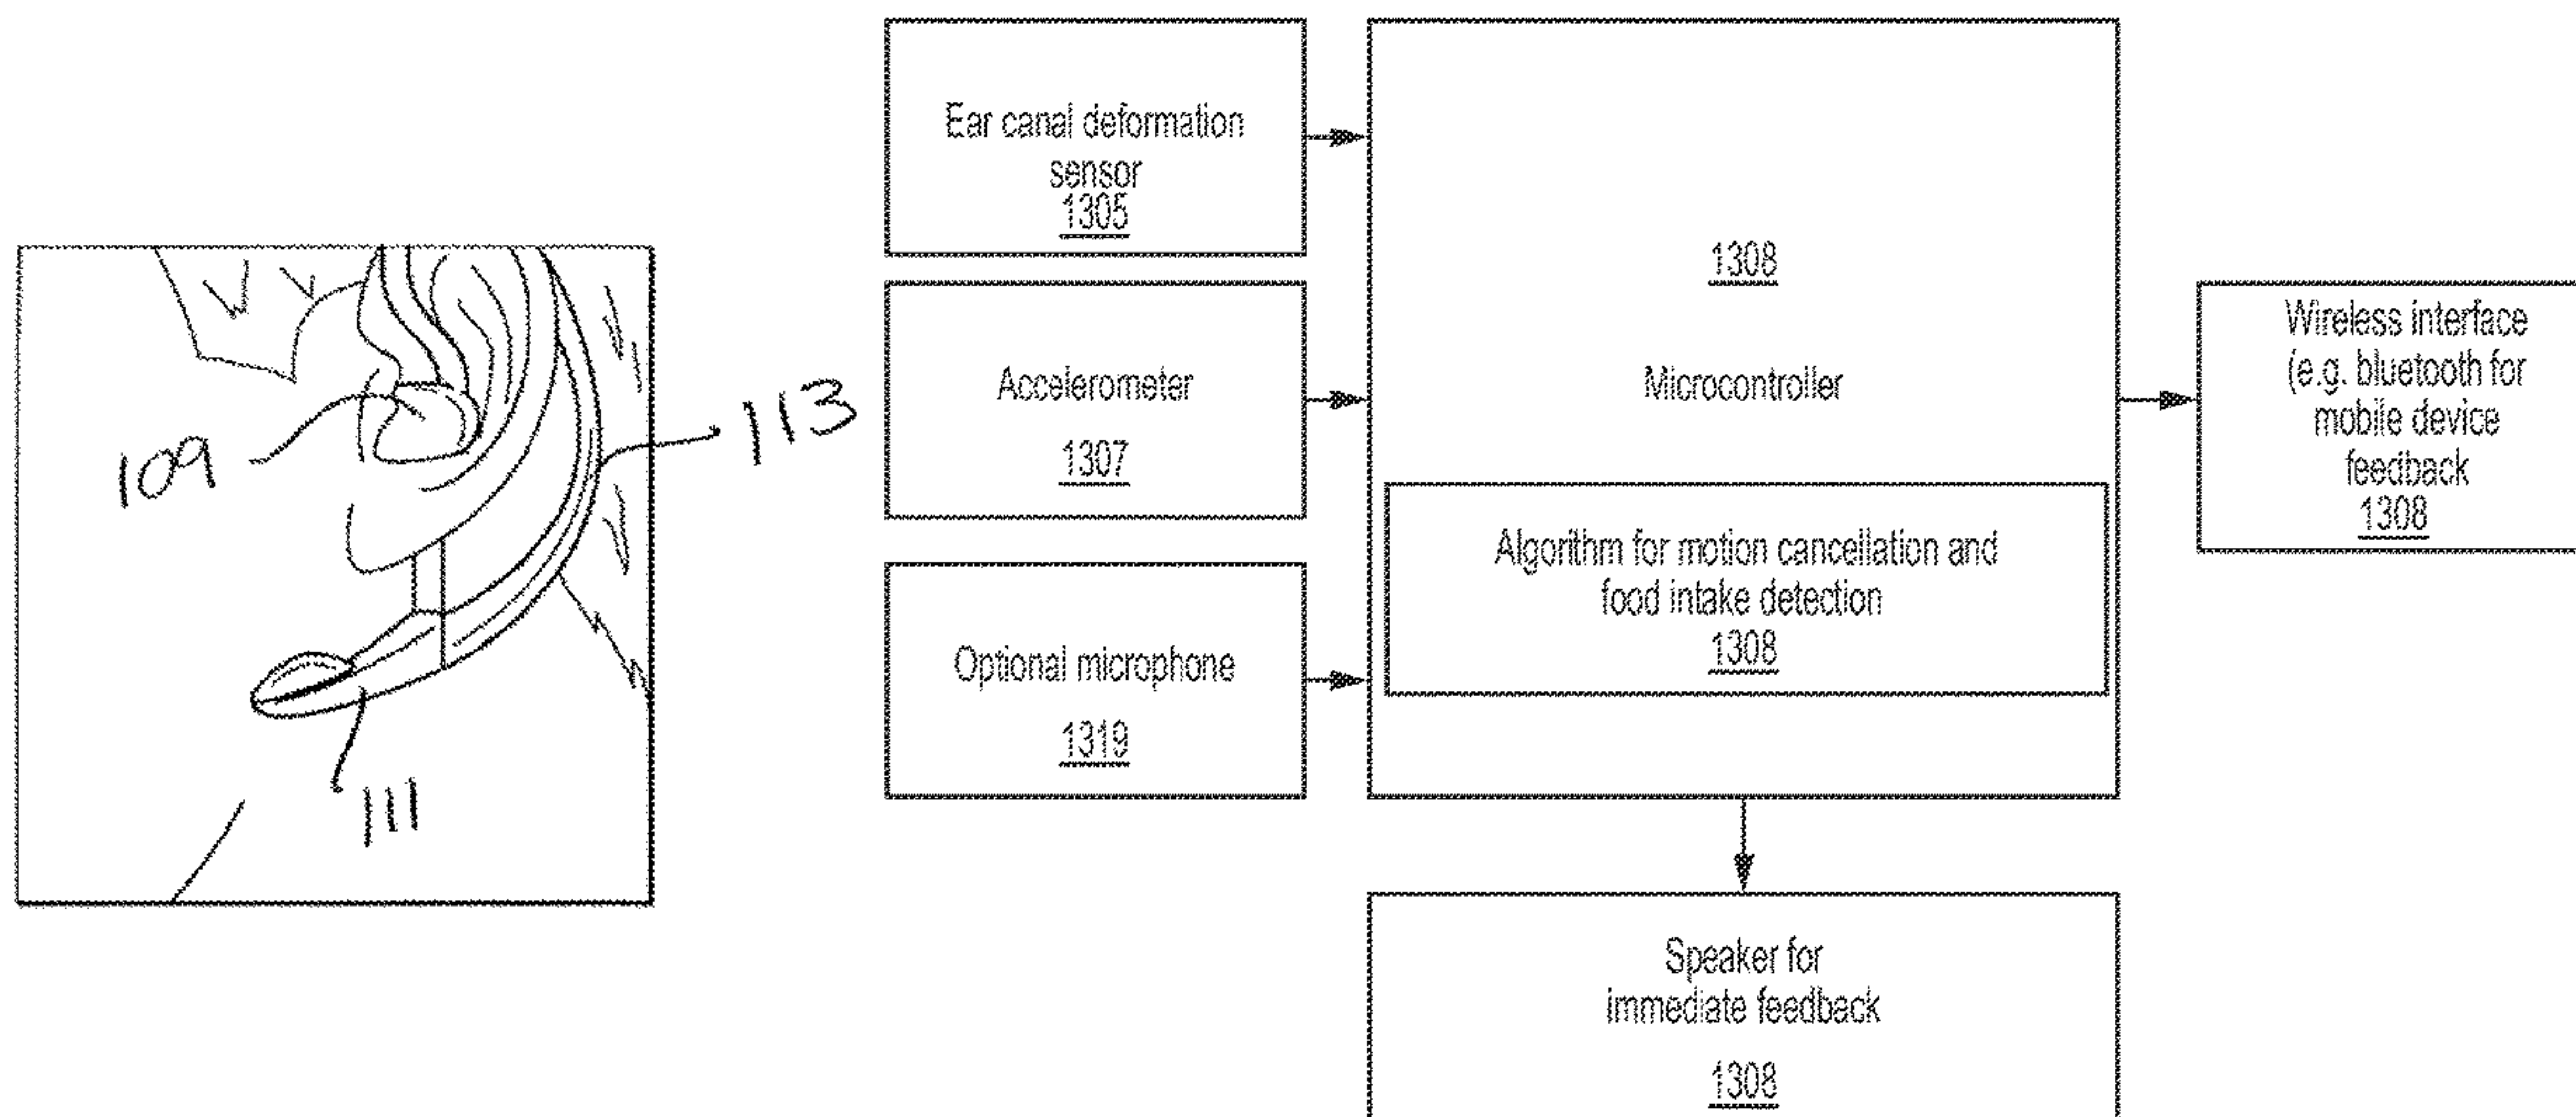 109
111
113
Ear canal deformation
sensor
1305
Accelerometer
1307
Optional microphone
1319
1308
Microcontroller
Algorithm for motion cancellation and
food intake detection
1308
Wireless interface
(e.g. bluetooth for
mobile device
feedback
1308
Speaker for
immediate feedback
1308